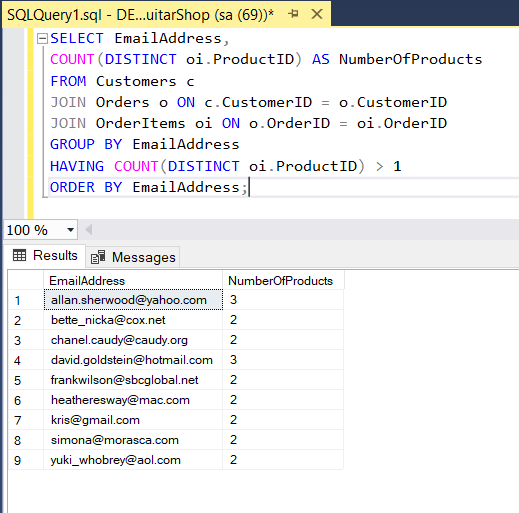 SQLQuery1.sql - DE...uitarShop (sa (69))*
SELECT EmailAddress,
COUNT(DISTINCT oi.ProductID) AS NumberOfProducts
FROM Customers c
JOIN Orders o ON c.CustomerID = o.CustomerID
JOIN OrderItems oi ON o.OrderID = oi.OrderID
GROUP BY EmailAddress
HAVING COUNT(DISTINCT oi.ProductID) > 1
ORDER BY EmailAddress;
100 %
Results Messages
EmailAddress NumberOfProducts
1 allan.sherwood@yahoo.com 3
2 bette_nicka@cox.net 2
3 chanel.caudy@caudy.org 2
4 david.goldstein@hotmail.com 3
5 frankwilson@sbcglobal.net 2
6 heatheresway@mac.com 2
7 kris@gmail.com 2
8 simona@morasca.com 2
9 yuki_whobrey@aol.com 2